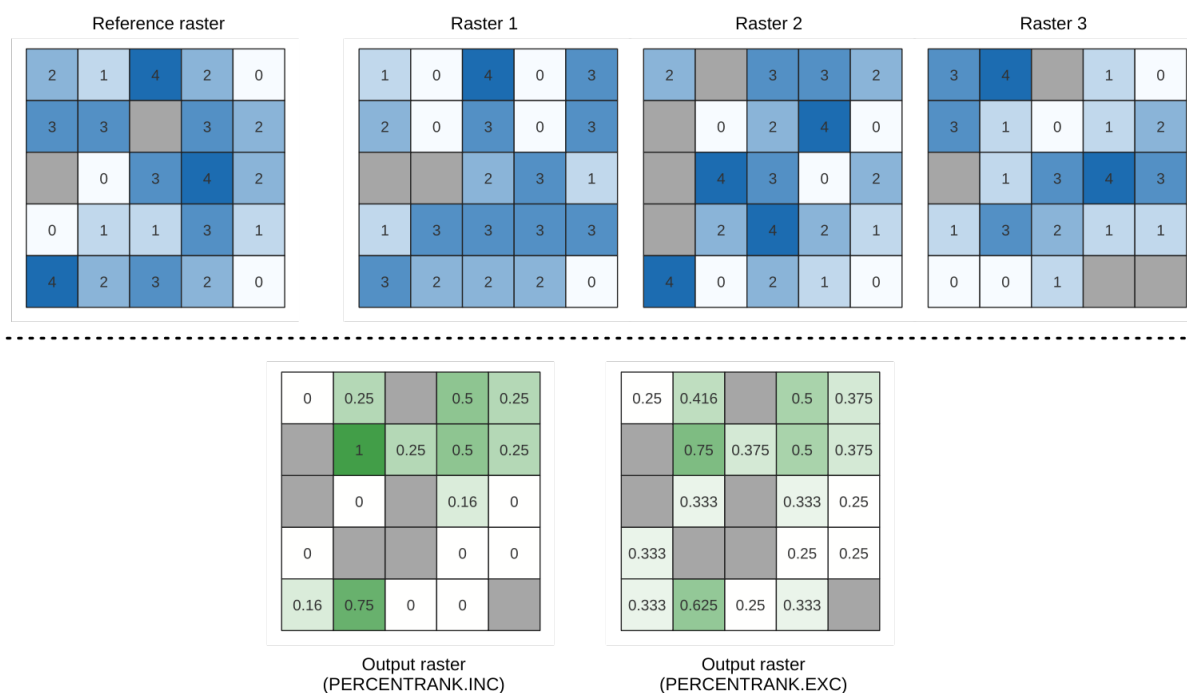 Reference raster Raster 1 Raster 2 Raster 3
2 1 4 2 0 1 0 4 0 3 2 3 3 2 3 4 1 0
3 3 3 2 2 0 3 0 3 0 2 4 0 3 1 0 1 2
0 3 4 2 2 3 1 4 3 0 2 1 3 4 3
0 1 1 3 1 1 3 3 3 3 2 4 2 1 1 3 2 1 1
4 2 3 2 0 3 2 2 2 0 4 0 2 1 0 0 0 1
0 0.25 0.5 0.25 0.25 0.416 0.5 0.375
1 0.25 0.5 0.25 0.75 0.375 0.5 0.375
0 0.16 0 0.333 0.333 0.25
0 0 0 0.333 0.25 0.25
0.16 0.75 0 0 0.333 0.625 0.25 0.333
Output raster Output raster
(PERCENTRANK.INC) (PERCENTRANK.EXC)